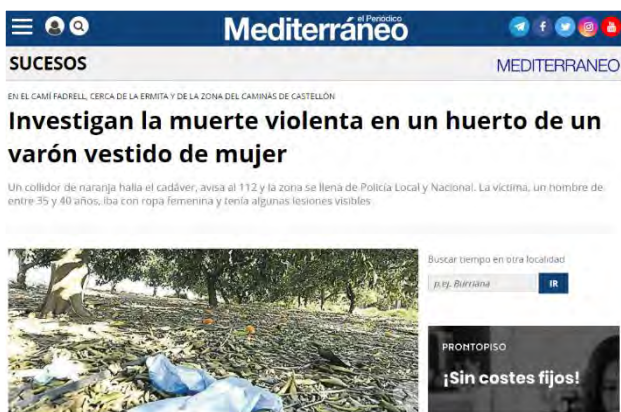 el Periódico
Mediterráneo
SUCESOS
MEDITERRANEO
EN EL CAMÍ FADRELL, CERCA DE LA ERMITA Y DE LA ZONA DEL CAMINÀS DE CASTELLÓN
Investigan la muerte violenta en un huerto de un
varón vestido de mujer
Un collidor de naranja halla el cadáver, avisa al 112 y la zona se llena de Policía Local y Nacional. La víctima, un hombre de
entre 35 y 40 años, iba con ropa femenina y tenía algunas lesiones visibles
Buscar tiempo en otra localidad
p.ej. Burriana
IR
PRONTOPISO
¡Sin costes fijos!